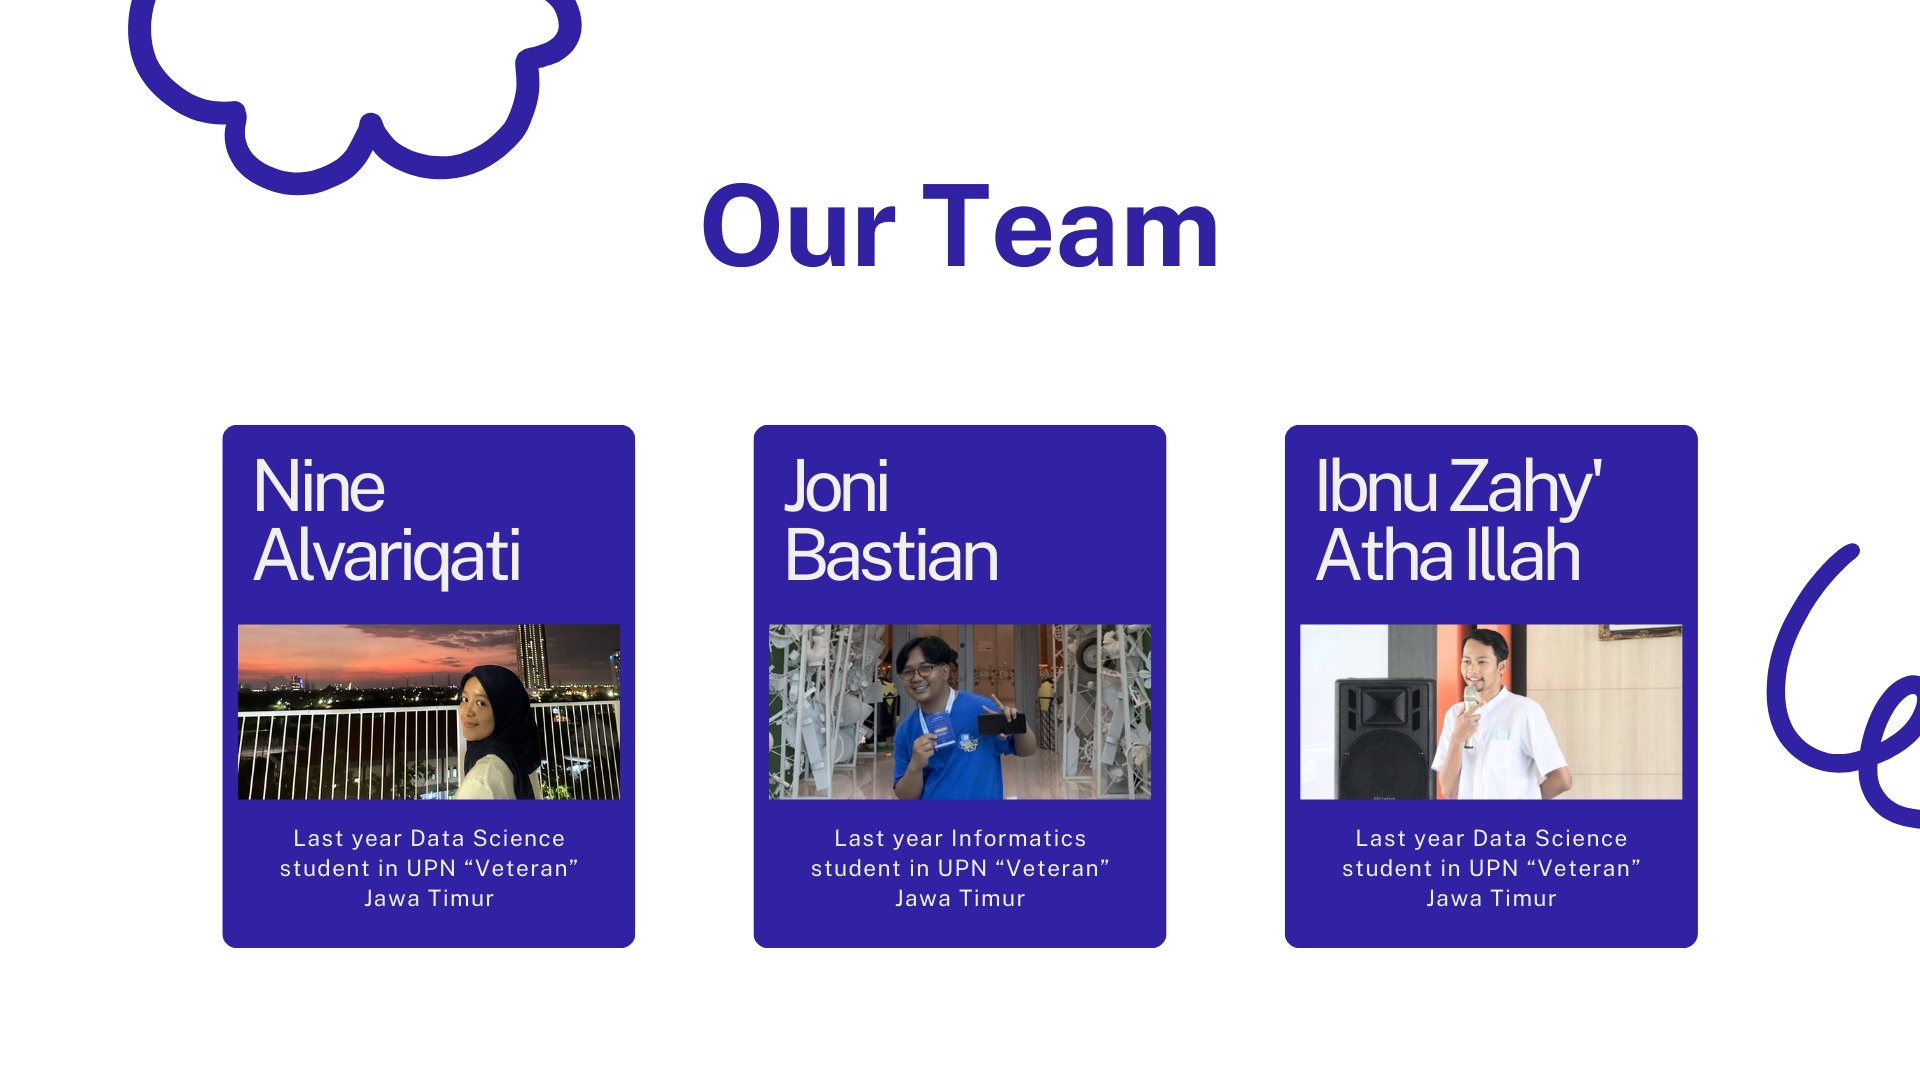 Our Team
Nine
Alvariqati
Last year Data Science
student in UPN “Veteran”
Jawa Timur
Joni
Bastian
Last year Informatics
student in UPN “Veteran”
Jawa Timur
Ibnu Zahy'
Atha Illah
Last year Data Science
student in UPN “Veteran”
Jawa Timur